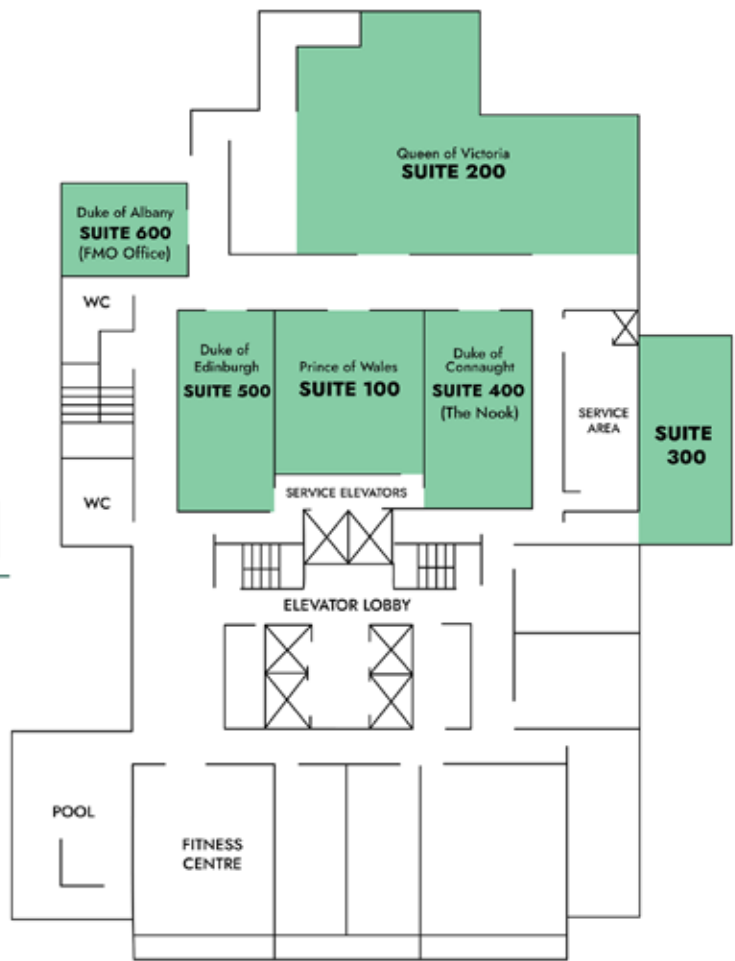 Queen of Victoria
SUITE 200
Duke of Albany
SUITE 600
(FMO Office)
WC
Duke of
Edinburgh
SUITE 500
Prince of Wales
SUITE 100
Duke of
Connaught
SUITE 400
(The Nook)
SERVICE
AREA
SUITE
300
WC
SERVICE ELEVATORS
ELEVATOR LOBBY
POOL
FITNESS
CENTRE